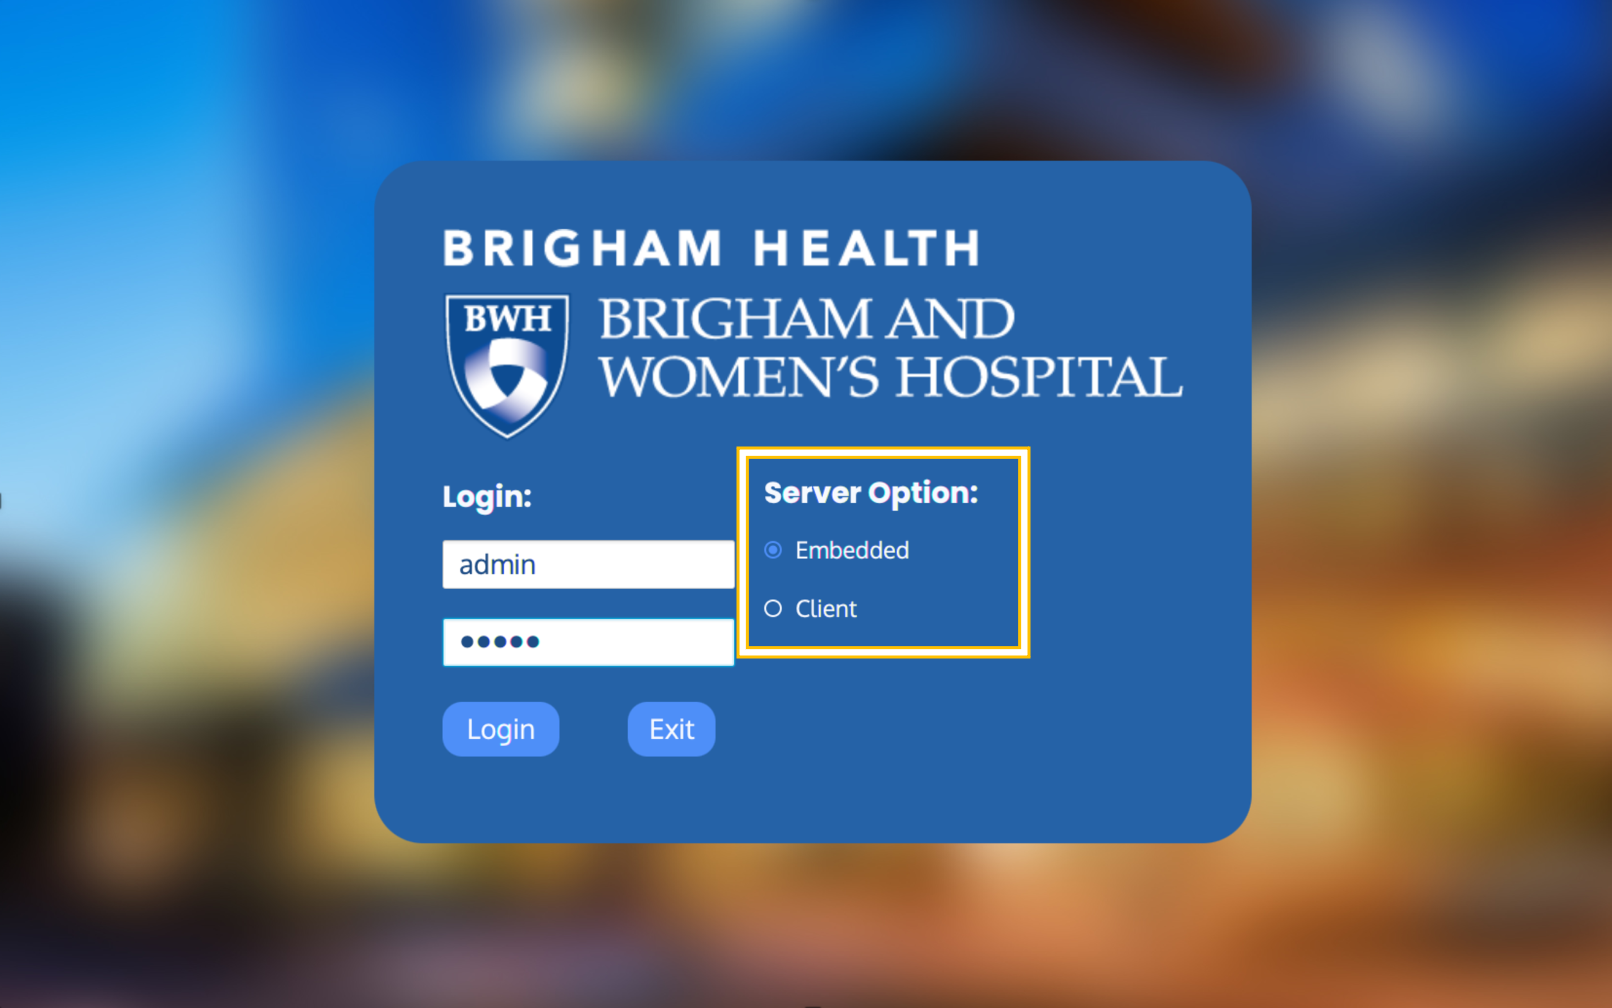 BRIGHAM HEALTH
BWH
BRIGHAM AND
WOMEN'S HOSPITAL
Login:
admin
•••••
Login
Exit
Server Option:
Embedded
Client